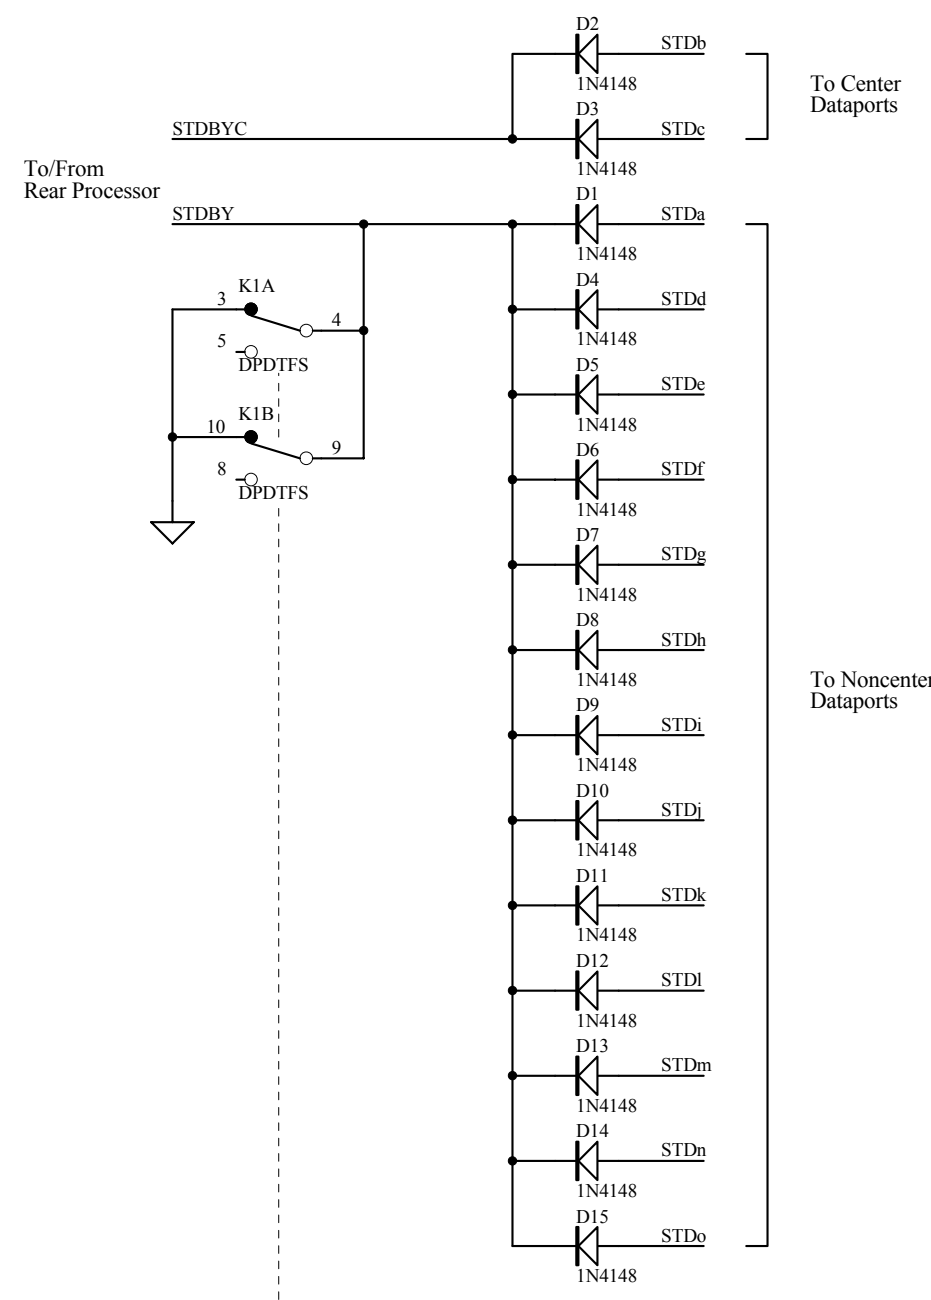 D2
STDb
1N4148
To Center
Dataports
STDBYC
D3
STDc
1N4148
To/From
Rear Processor
STDBY
D1
STDa
1N4148
K1A
3
4
5
DPDTFS
D4
STDd
1N4148
D5
STDe
1N4148
K1B
10
9
8
DPDTFS
D6
STDf
1N4148
D7
STDg
1N4148
D8
STDh
1N4148
To Noncenter
Dataports
D9
STDi
1N4148
D10
STDj
1N4148
D11
STDk
1N4148
D12
STDl
1N4148
D13
STDm
1N4148
D14
STDn
1N4148
D15
STDo
1N4148